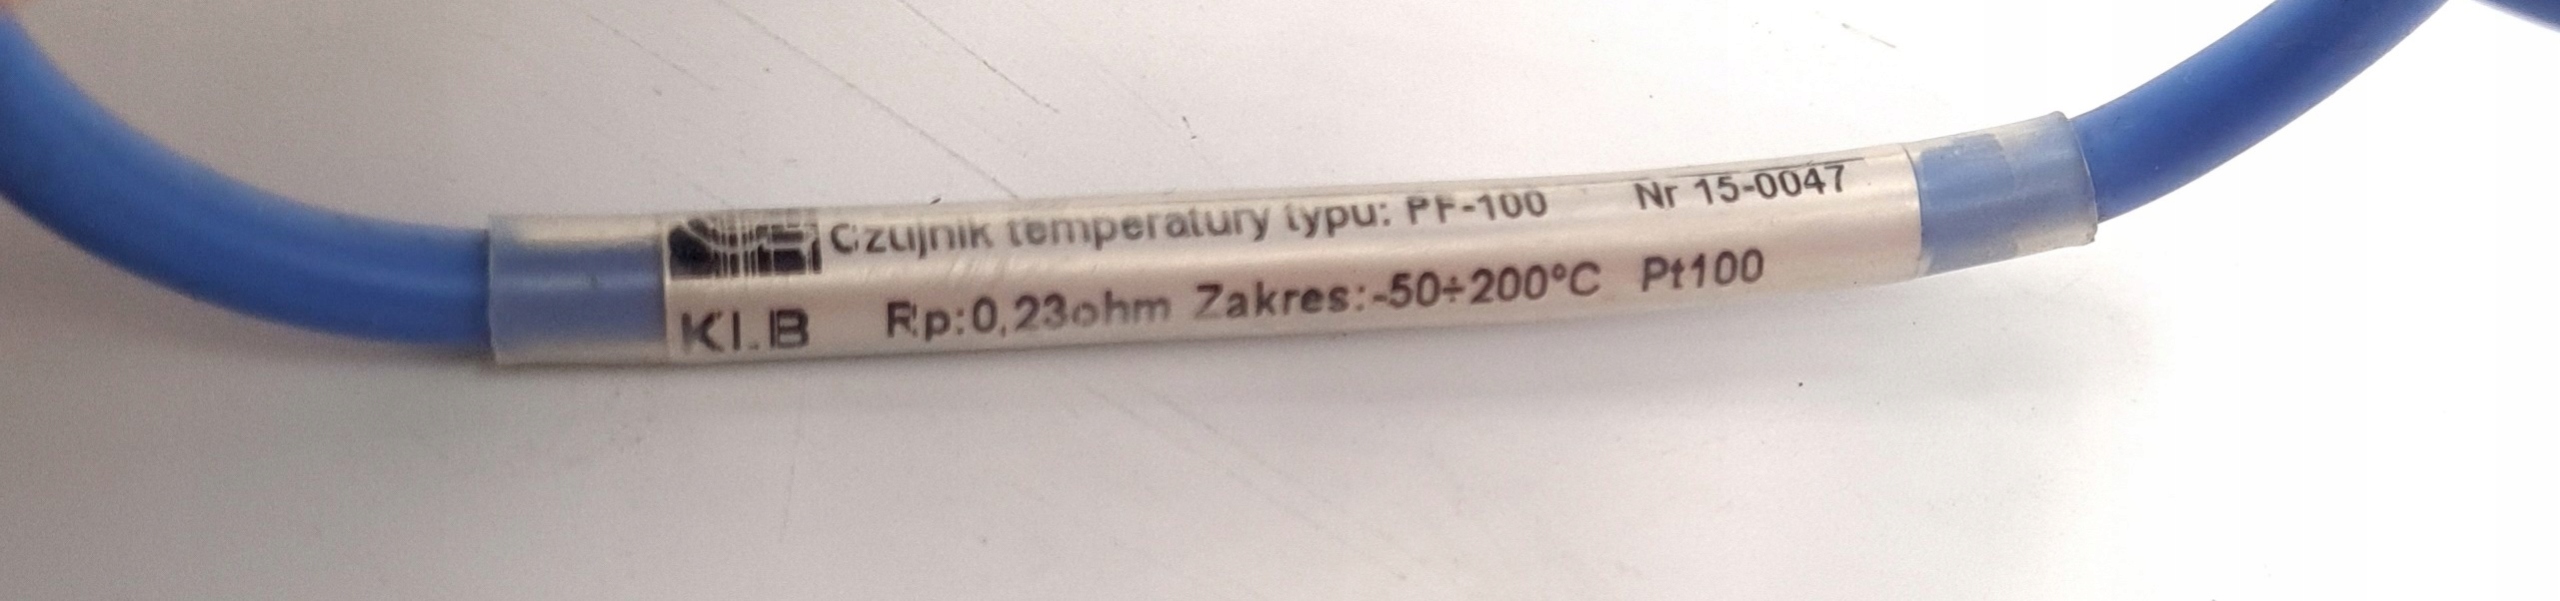 Czujnik temperatury typu: PF-100 Nr 15-0047
Kl.B Rp:0,23ohm Zakres:-50÷200°C Pt100